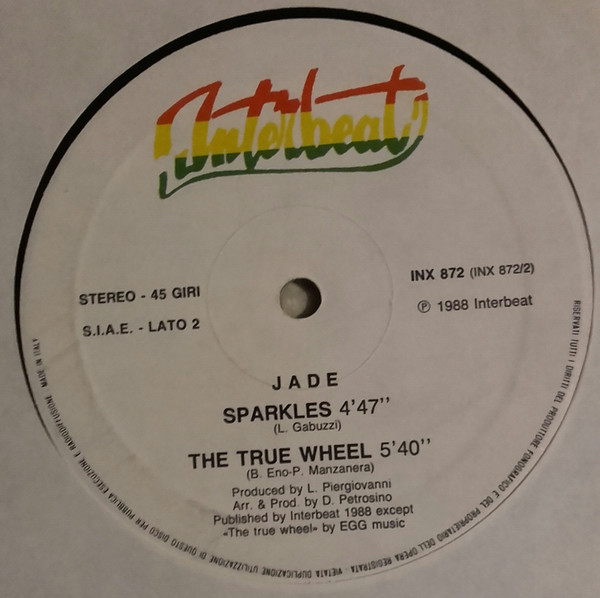 Interbeat
STEREO - 45 GIRI
S.I.A.E. - LATO 2
INX 872 (INX 872/2)
℗ 1988 Interbeat
JADE
SPARKLES 4'47''
(L. Gabuzzi)
THE TRUE WHEEL 5'40''
(B. Eno-P. Manzanera)
Produced by L. Piergiovanni
Arr. & Prod. by D. Petrosino
Published by Interbeat 1988 except
«The true wheel» by EGG music
RISERVATI TUTTI I DIRITTI DEL PRODUTTORE FONOGRAFICO E DEL PROPRIETARIO DELL'OPERA REGISTRATA - VIETATA DUPLICAZIONE UTILIZZAZIONE DI QUESTO DISCO PER PUBBLICA ESECUZIONE E RADIODIFFUSIONE. MADE IN ITALY